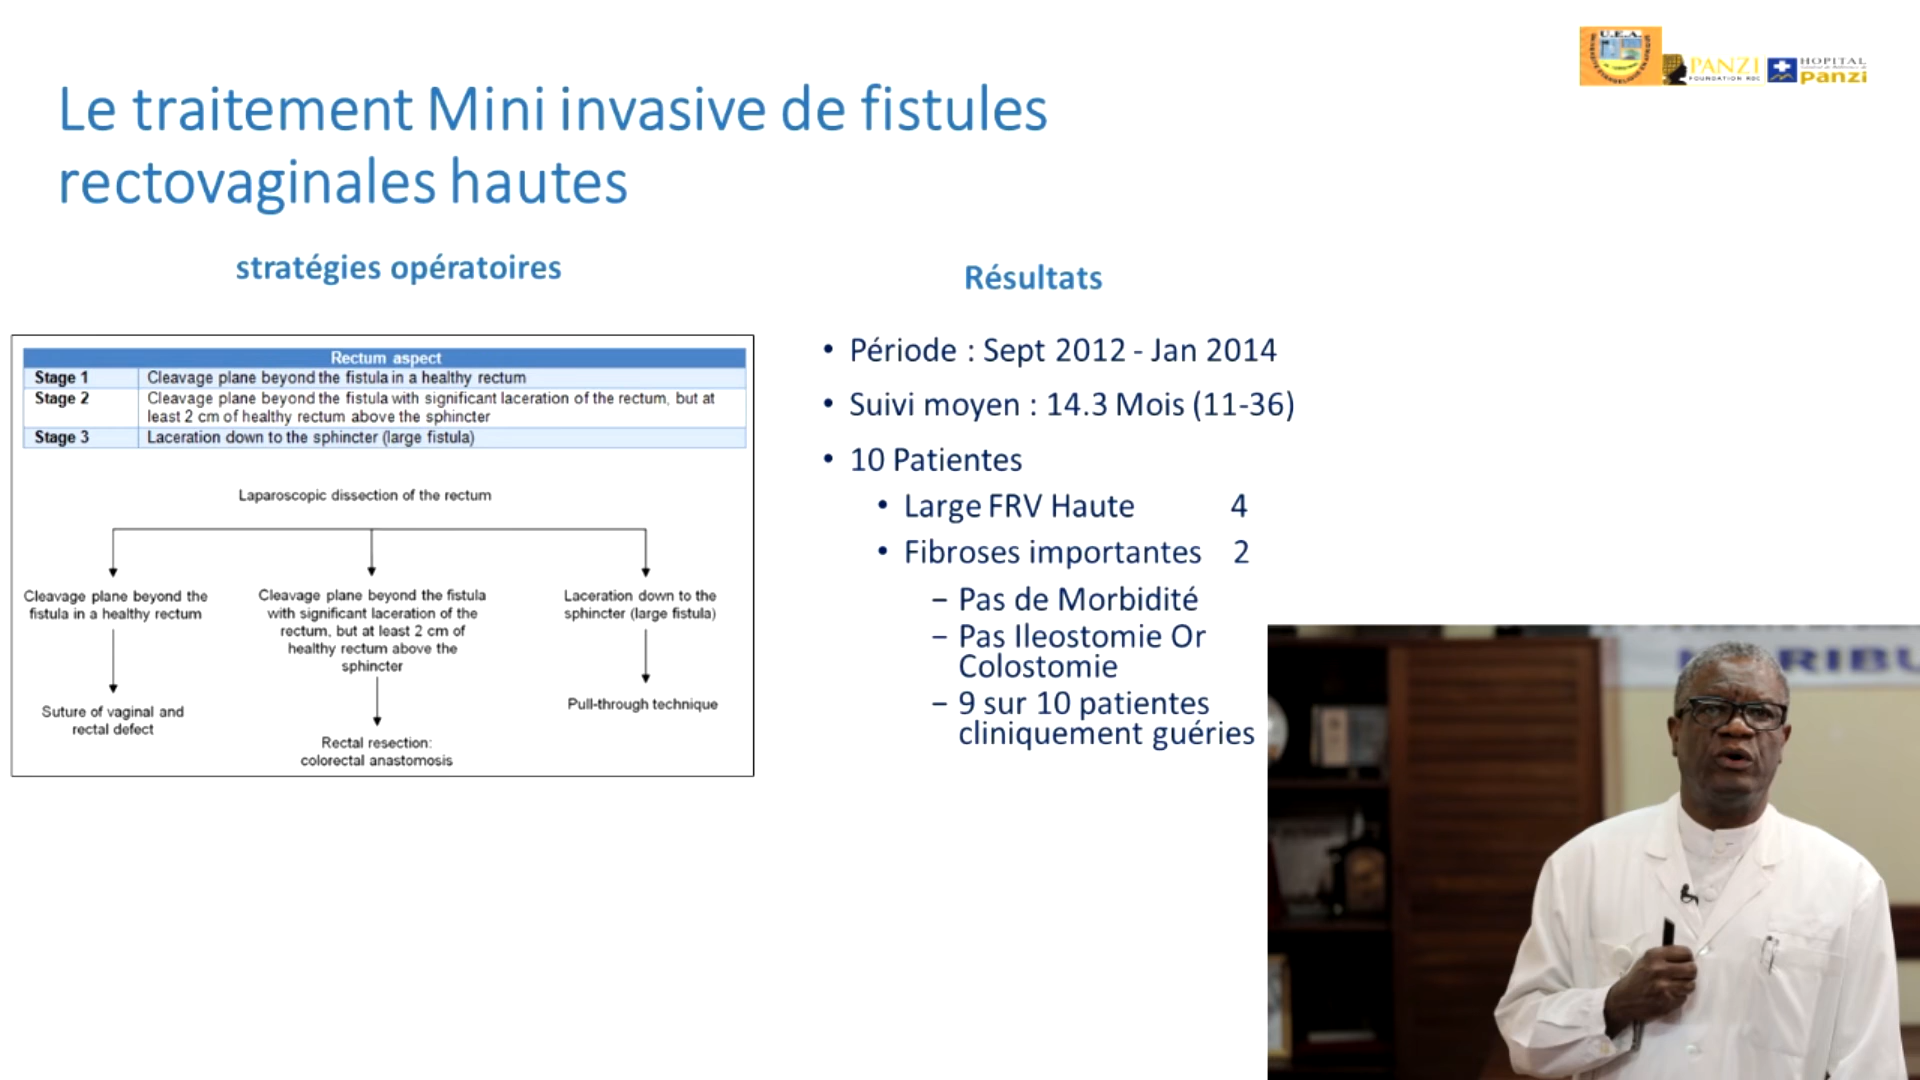 U.E.A.
PANZI
FOUNDATION RDC
HOPITAL
panzi
Le traitement Mini invasive de fistules
rectovaginales hautes
stratégies opératoires
Rectum aspect
Stage 1 Cleavage plane beyond the fistula in a healthy rectum
Stage 2 Cleavage plane beyond the fistula with significant laceration of the rectum, but at
least 2 cm of healthy rectum above the sphincter
Stage 3 Laceration down to the sphincter (large fistula)
Laparoscopic dissection of the rectum
Cleavage plane beyond the
fistula in a healthy rectum
Suture of vaginal and
rectal defect
Cleavage plane beyond the fistula
with significant laceration of the
rectum, but at least 2 cm of
healthy rectum above the
sphincter
Rectal resection:
colorectal anastomosis
Laceration down to the
sphincter (large fistula)
Pull-through technique
Résultats
• Période : Sept 2012 - Jan 2014
• Suivi moyen : 14.3 Mois (11-36)
• 10 Patientes
• Large FRV Haute 4
• Fibroses importantes 2
– Pas de Morbidité
– Pas Ileostomie Or
Colostomie
– 9 sur 10 patientes
cliniquement guéries
RIBU